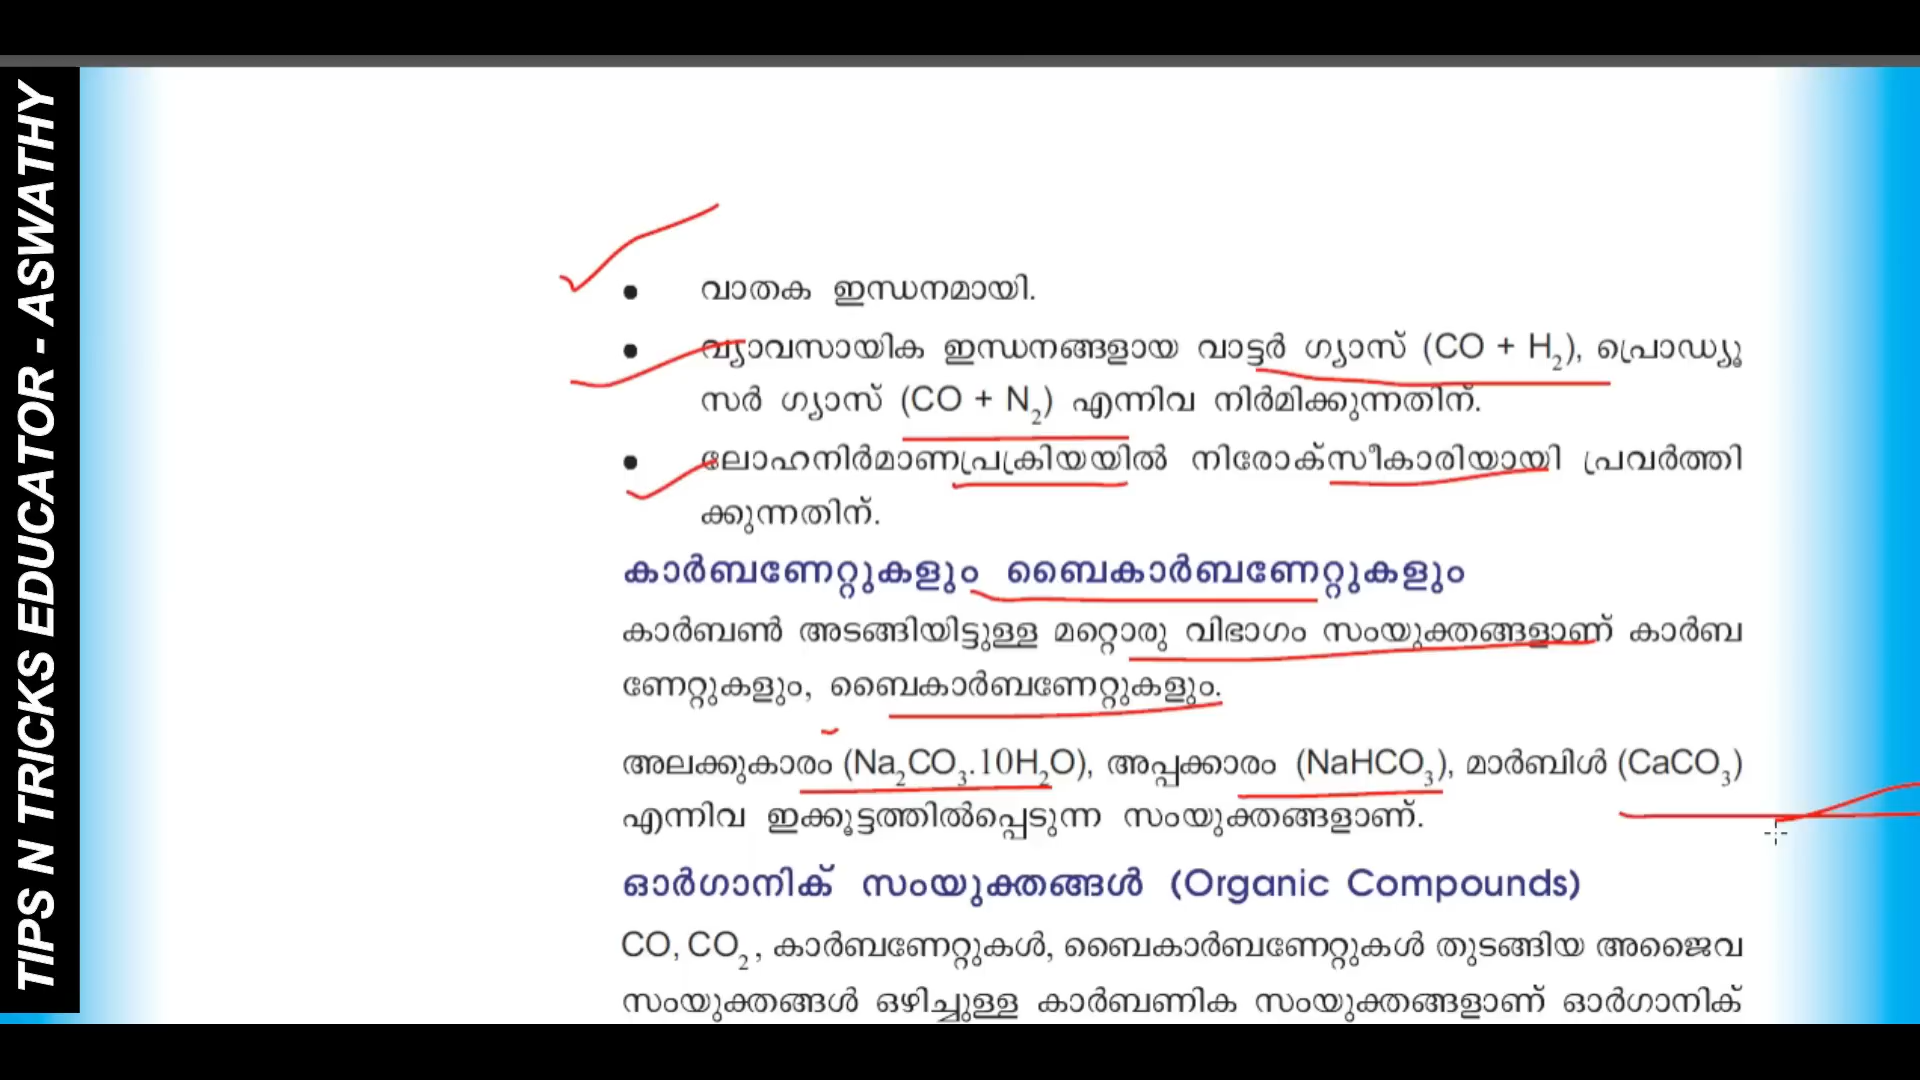 TIPS N TRICKS EDUCATOR - ASWATHY
• വാതക ഇന്ധനമായി.
• വ്യാവസായിക ഇന്ധനങ്ങളായ വാട്ടർ ഗ്യാസ് (CO + H₂), പ്രൊഡ്യൂ
സർ ഗ്യാസ് (CO + N₂) എന്നിവ നിർമിക്കുന്നതിന്.
• ലോഹനിർമാണപ്രക്രിയയിൽ നിരോക്സീകാരിയായി പ്രവർത്തി
ക്കുന്നതിന്.
കാർബണേറ്റുകളും ബൈകാർബണേറ്റുകളും
കാർബൺ അടങ്ങിയിട്ടുള്ള മറ്റൊരു വിഭാഗം സംയുക്തങ്ങളാണ് കാർബ
ണേറ്റുകളും, ബൈകാർബണേറ്റുകളും.
അലക്കുകാരം (Na₂CO₃.10H₂O), അപ്പക്കാരം (NaHCO₃), മാർബിൾ (CaCO₃)
എന്നിവ ഇക്കൂട്ടത്തിൽപ്പെടുന്ന സംയുക്തങ്ങളാണ്.
ഓർഗാനിക് സംയുക്തങ്ങൾ (Organic Compounds)
CO, CO₂, കാർബണേറ്റുകൾ, ബൈകാർബണേറ്റുകൾ തുടങ്ങിയ അജൈവ
സംയുക്തങ്ങൾ ഒഴിച്ചുള്ള കാർബണിക സംയുക്തങ്ങളാണ് ഓർഗാനിക്